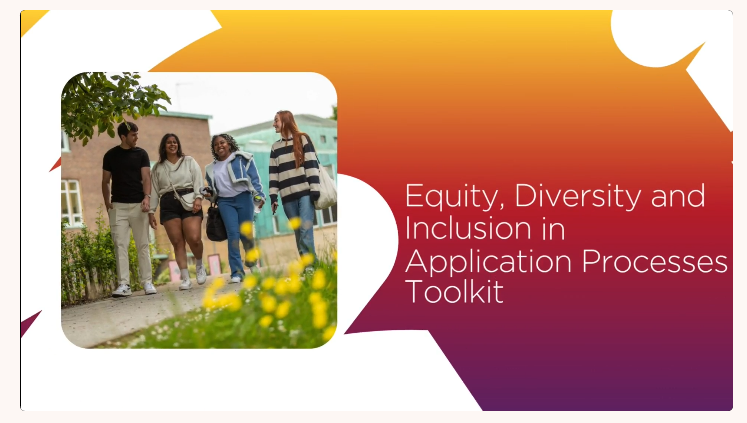 Equity, Diversity and
Inclusion in
Application Processes
Toolkit